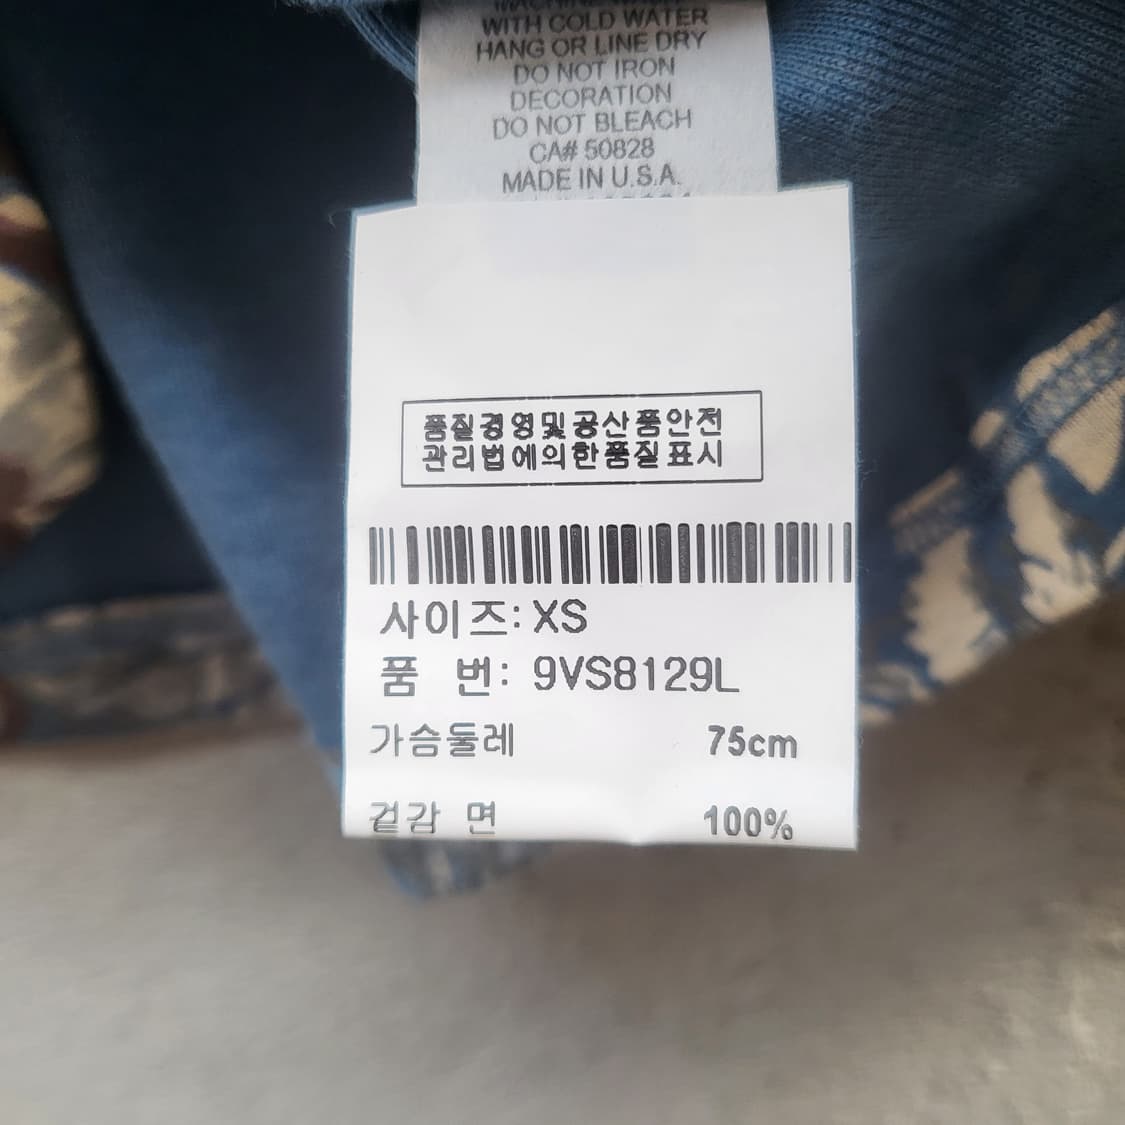 WITH COLD WATER
HANG OR LINE DRY
DO NOT IRON
DECORATION
DO NOT BLEACH
CA# 50828
MADE IN U.S.A.
품질경영및공산품안전
관리법에의한품질표시
사이즈: XS
품 번: 9VS8129L
가슴둘레 75cm
겉감 면 100%